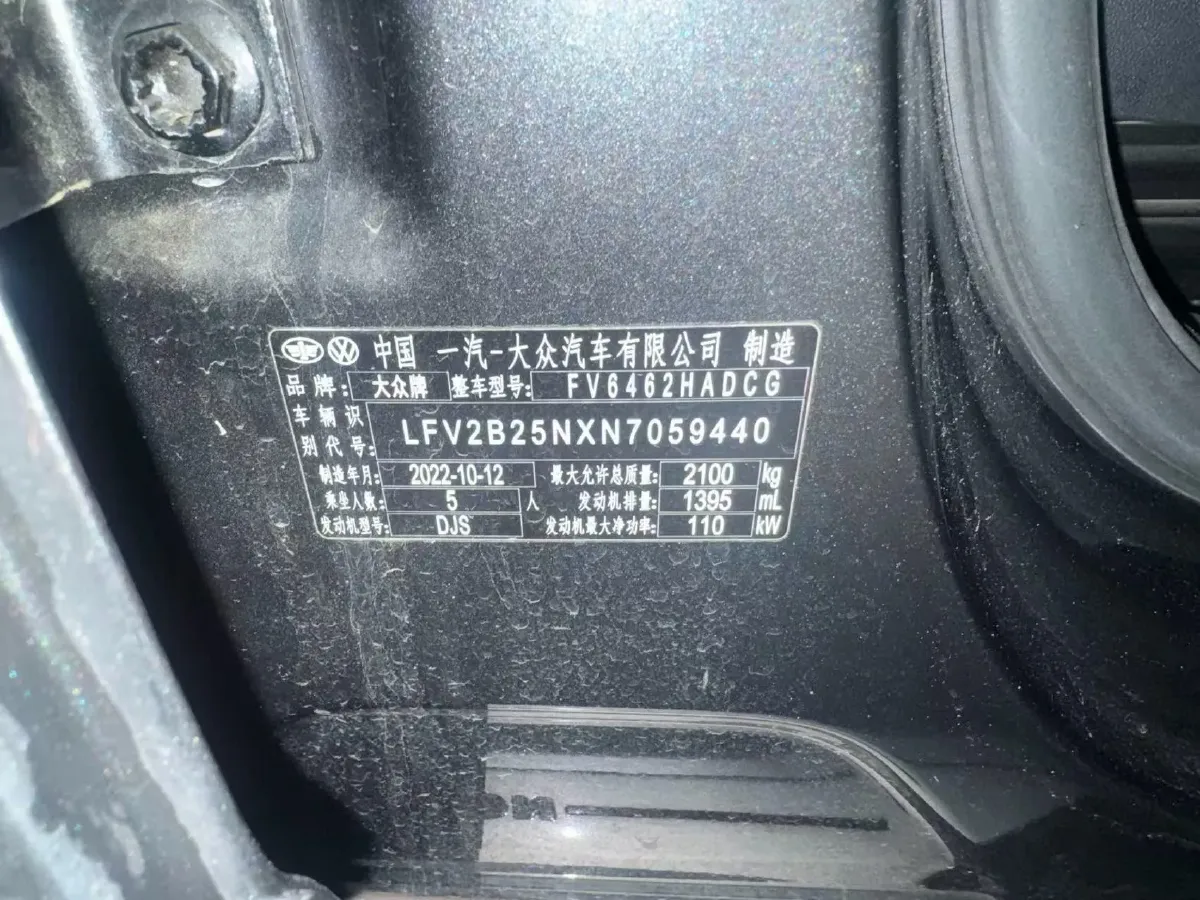 中国 一汽-大众汽车有限公司 制造
品牌: 大众牌 整车型号: FV6462HADCG
车辆识别代号: LFV2B25NXN7059440
制造年月: 2022-10-12 最大允许总质量: 2100 kg
乘坐人数: 5 人 发动机排量: 1395 mL
发动机型号: DJS 发动机最大净功率: 110 kW